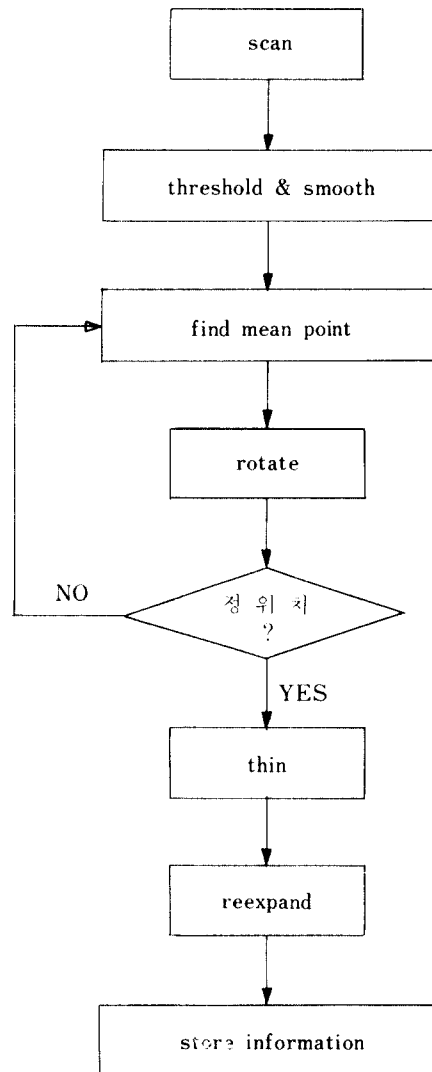 scan
threshold & smooth
find mean point
rotate
NO
정 위 치
?
YES
thin
reexpand
store information